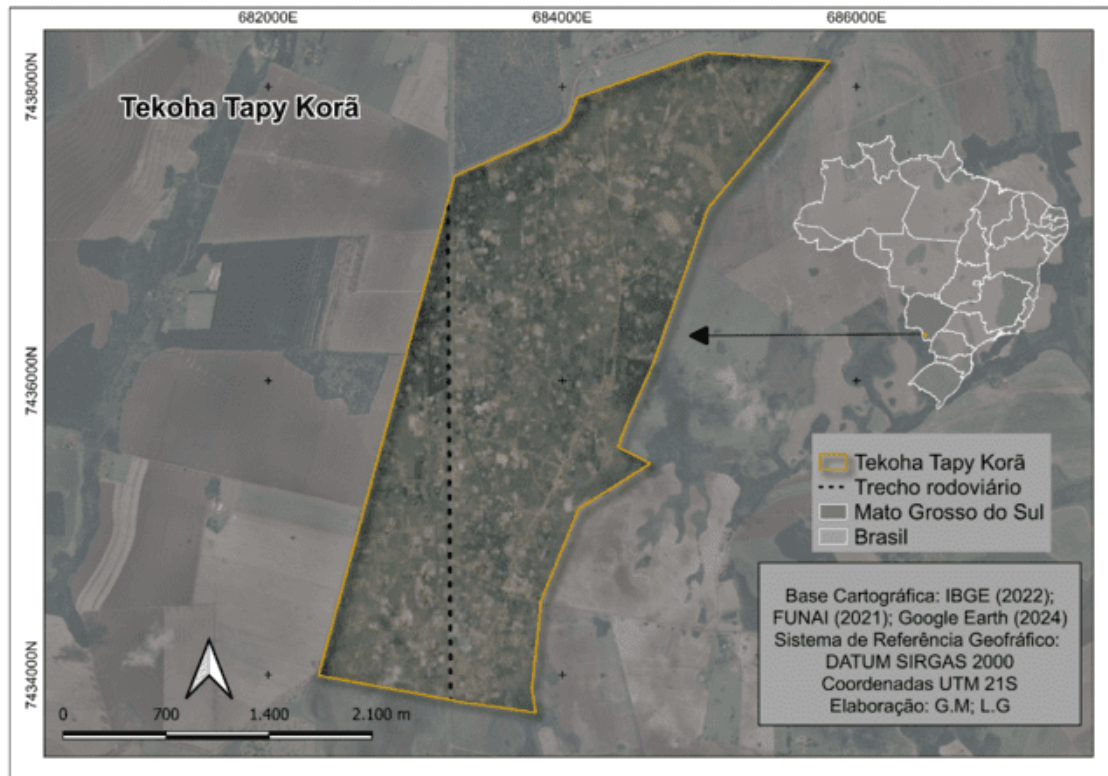 682000E
684000E
686000E
7438000N
7436000N
7434000N
Tekoha Tapy Korã
Tekoha Tapy Korã
Trecho rodoviário
Mato Grosso do Sul
Brasil
Base Cartográfica: IBGE (2022);
FUNAI (2021); Google Earth (2024)
Sistema de Referência Geofráfico:
DATUM SIRGAS 2000
Coordenadas UTM 21S
Elaboração: G.M; L.G
0 700 1.400 2.100 m